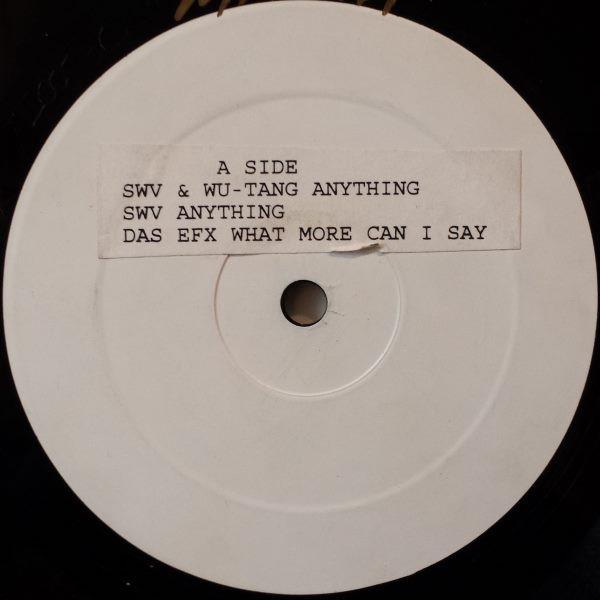 A SIDE
SWV & WU-TANG ANYTHING
SWV ANYTHING
DAS EFX WHAT MORE CAN I SAY